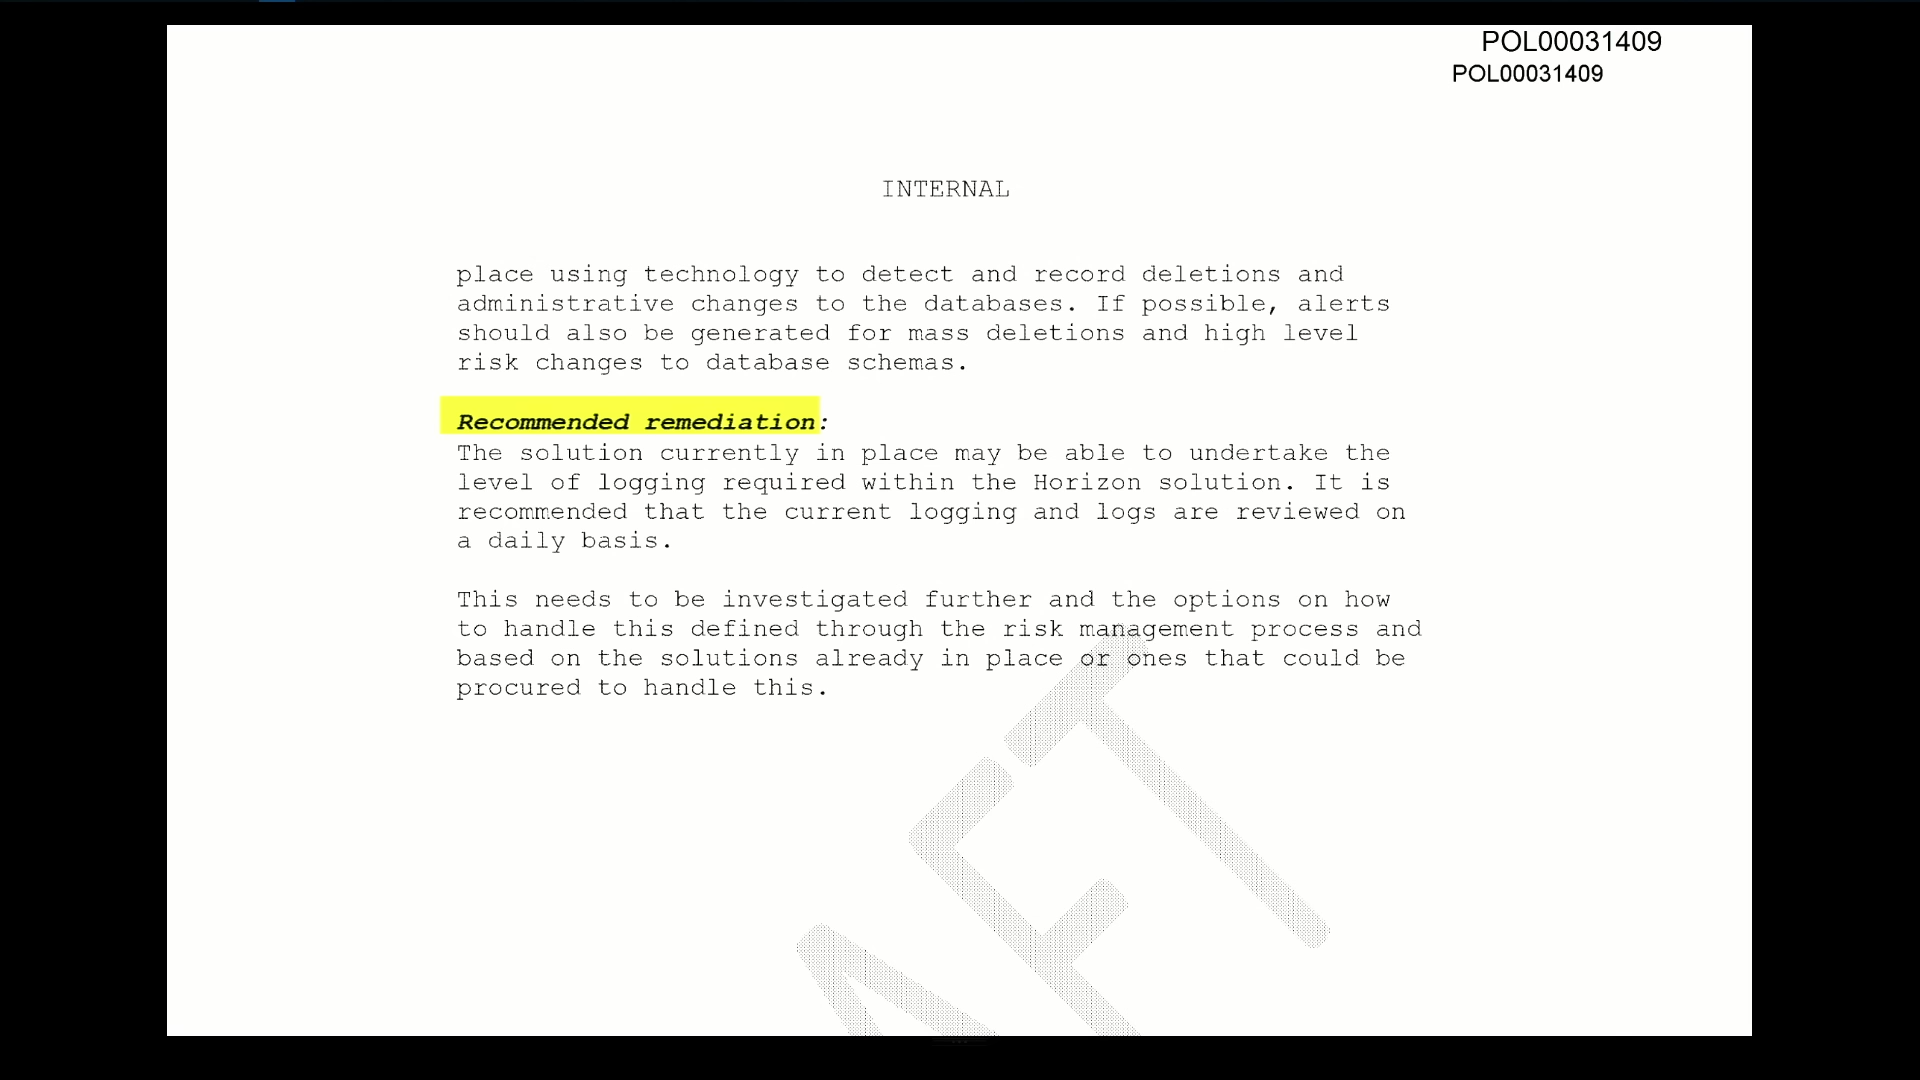 POL00031409
POL00031409
INTERNAL
place using technology to detect and record deletions and
administrative changes to the databases. If possible, alerts
should also be generated for mass deletions and high level
risk changes to database schemas.
Recommended remediation:
The solution currently in place may be able to undertake the
level of logging required within the Horizon solution. It is
recommended that the current logging and logs are reviewed on
a daily basis.
This needs to be investigated further and the options on how
to handle this defined through the risk management process and
based on the solutions already in place or ones that could be
procured to handle this.